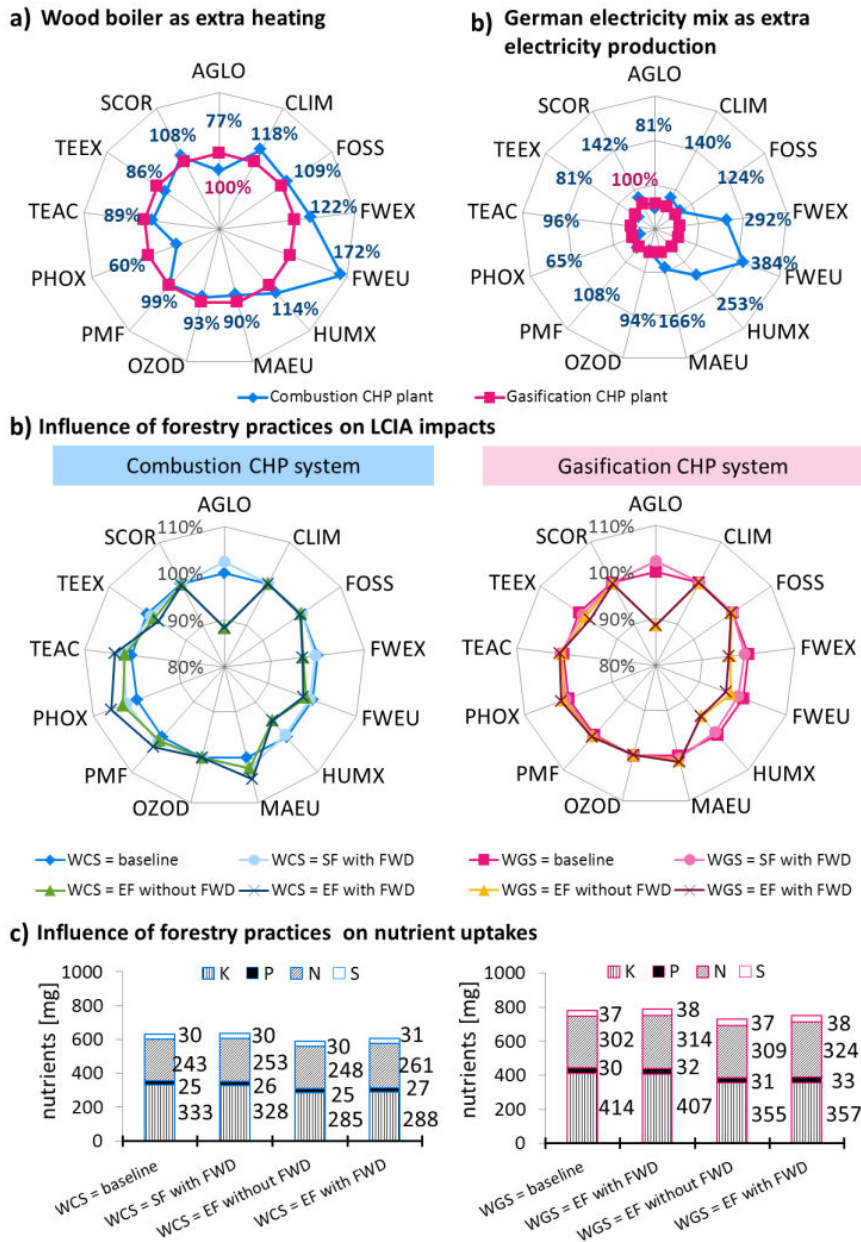 a) Wood boiler as extra heating
AGLO
SCOR
CLIM
TEEX
FOSS
TEAC
FWEX
PHOX
FWEU
PMF
HUMX
OZOD
MAEU
77%
108%
118%
86%
109%
100%
122%
89%
172%
60%
99%
93%
90%
114%
b) German electricity mix as extra
electricity production
AGLO
SCOR
CLIM
TEEX
FOSS
TEAC
FWEX
PHOX
FWEU
PMF
HUMX
OZOD
MAEU
81%
142%
140%
81%
100%
124%
96%
292%
65%
384%
108%
253%
94%
166%
Combustion CHP plant
Gasification CHP plant
b) Influence of forestry practices on LCIA impacts
Combustion CHP system
AGLO
110%
SCOR
CLIM
100%
TEEX
FOSS
90%
TEAC
80%
FWEX
PHOX
FWEU
PMF
HUMX
OZOD
MAEU
WCS = baseline
WCS = SF with FWD
WCS = EF without FWD
WCS = EF with FWD
Gasification CHP system
AGLO
110%
SCOR
CLIM
100%
TEEX
FOSS
90%
TEAC
80%
FWEX
PHOX
FWEU
PMF
HUMX
OZOD
MAEU
WGS = baseline
WGS = SF with FWD
WGS = EF without FWD
WGS = EF with FWD
c) Influence of forestry practices on nutrient uptakes
nutrients [mg]
1000
800
600
400
200
0
K P N S
30
243
25
333
30
253
26
328
30
248
25
285
31
261
27
288
WCS = baseline
WCS = SF with FWD
WCS = EF without FWD
WCS = EF with FWD
nutrients [mg]
1000
800
600
400
200
0
K P N S
37
302
30
414
38
314
32
407
37
309
31
355
38
324
33
357
WGS = baseline
WGS = EF with FWD
WGS = EF without FWD
WGS = EF with FWD